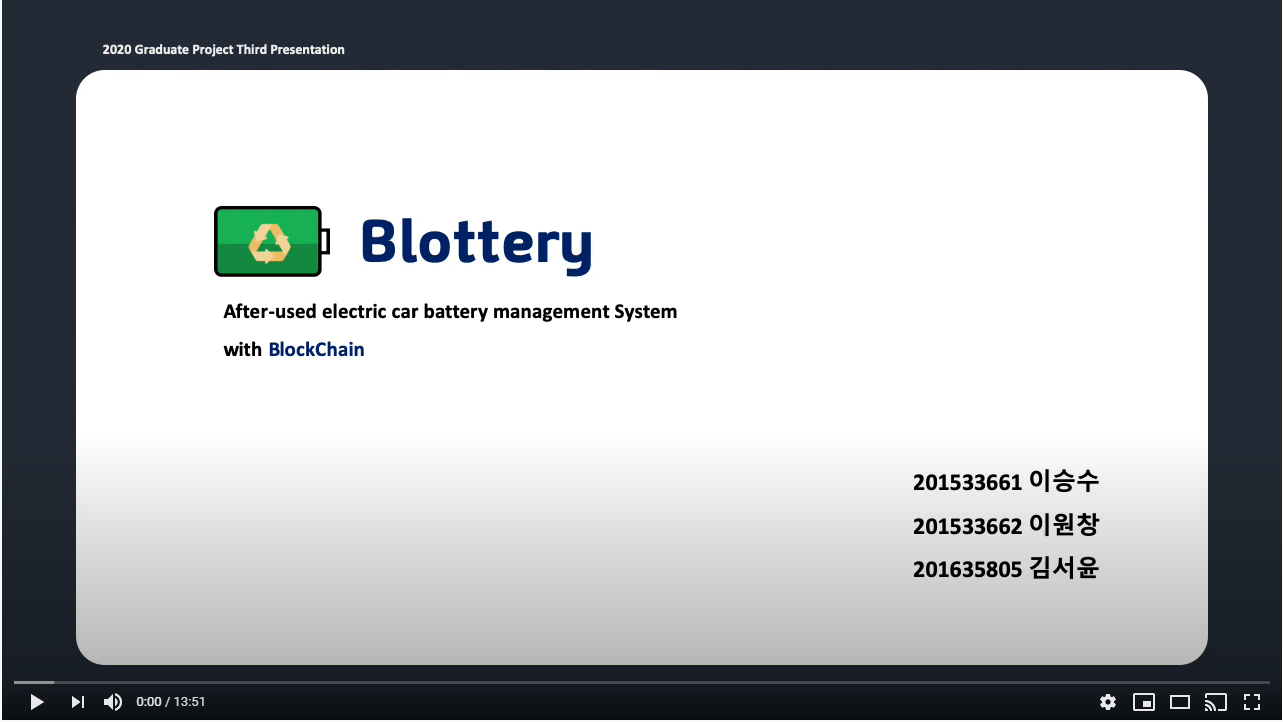 2020 Graduate Project Third Presentation
Blottery
After-used electric car battery management System
with BlockChain
201533661 이승수
201533662 이원창
201635805 김서윤
0:00 / 13:51